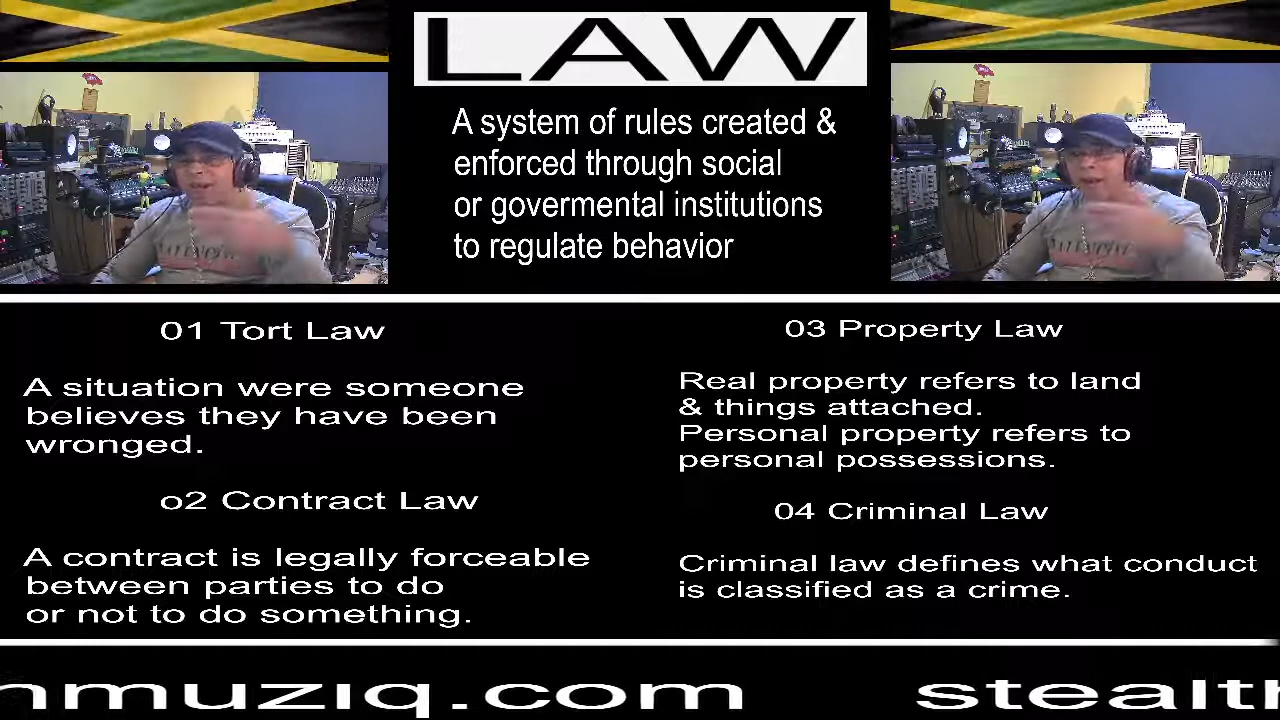 LAW
A system of rules created &
enforced through social
or govermental institutions
to regulate behavior
01 Tort Law
A situation were someone
believes they have been
wronged.
o2 Contract Law
A contract is legally forceable
between parties to do
or not to do something.
03 Property Law
Real property refers to land
& things attached.
Personal property refers to
personal possessions.
04 Criminal Law
Criminal law defines what conduct
is classified as a crime.
nmuziq.com stealth